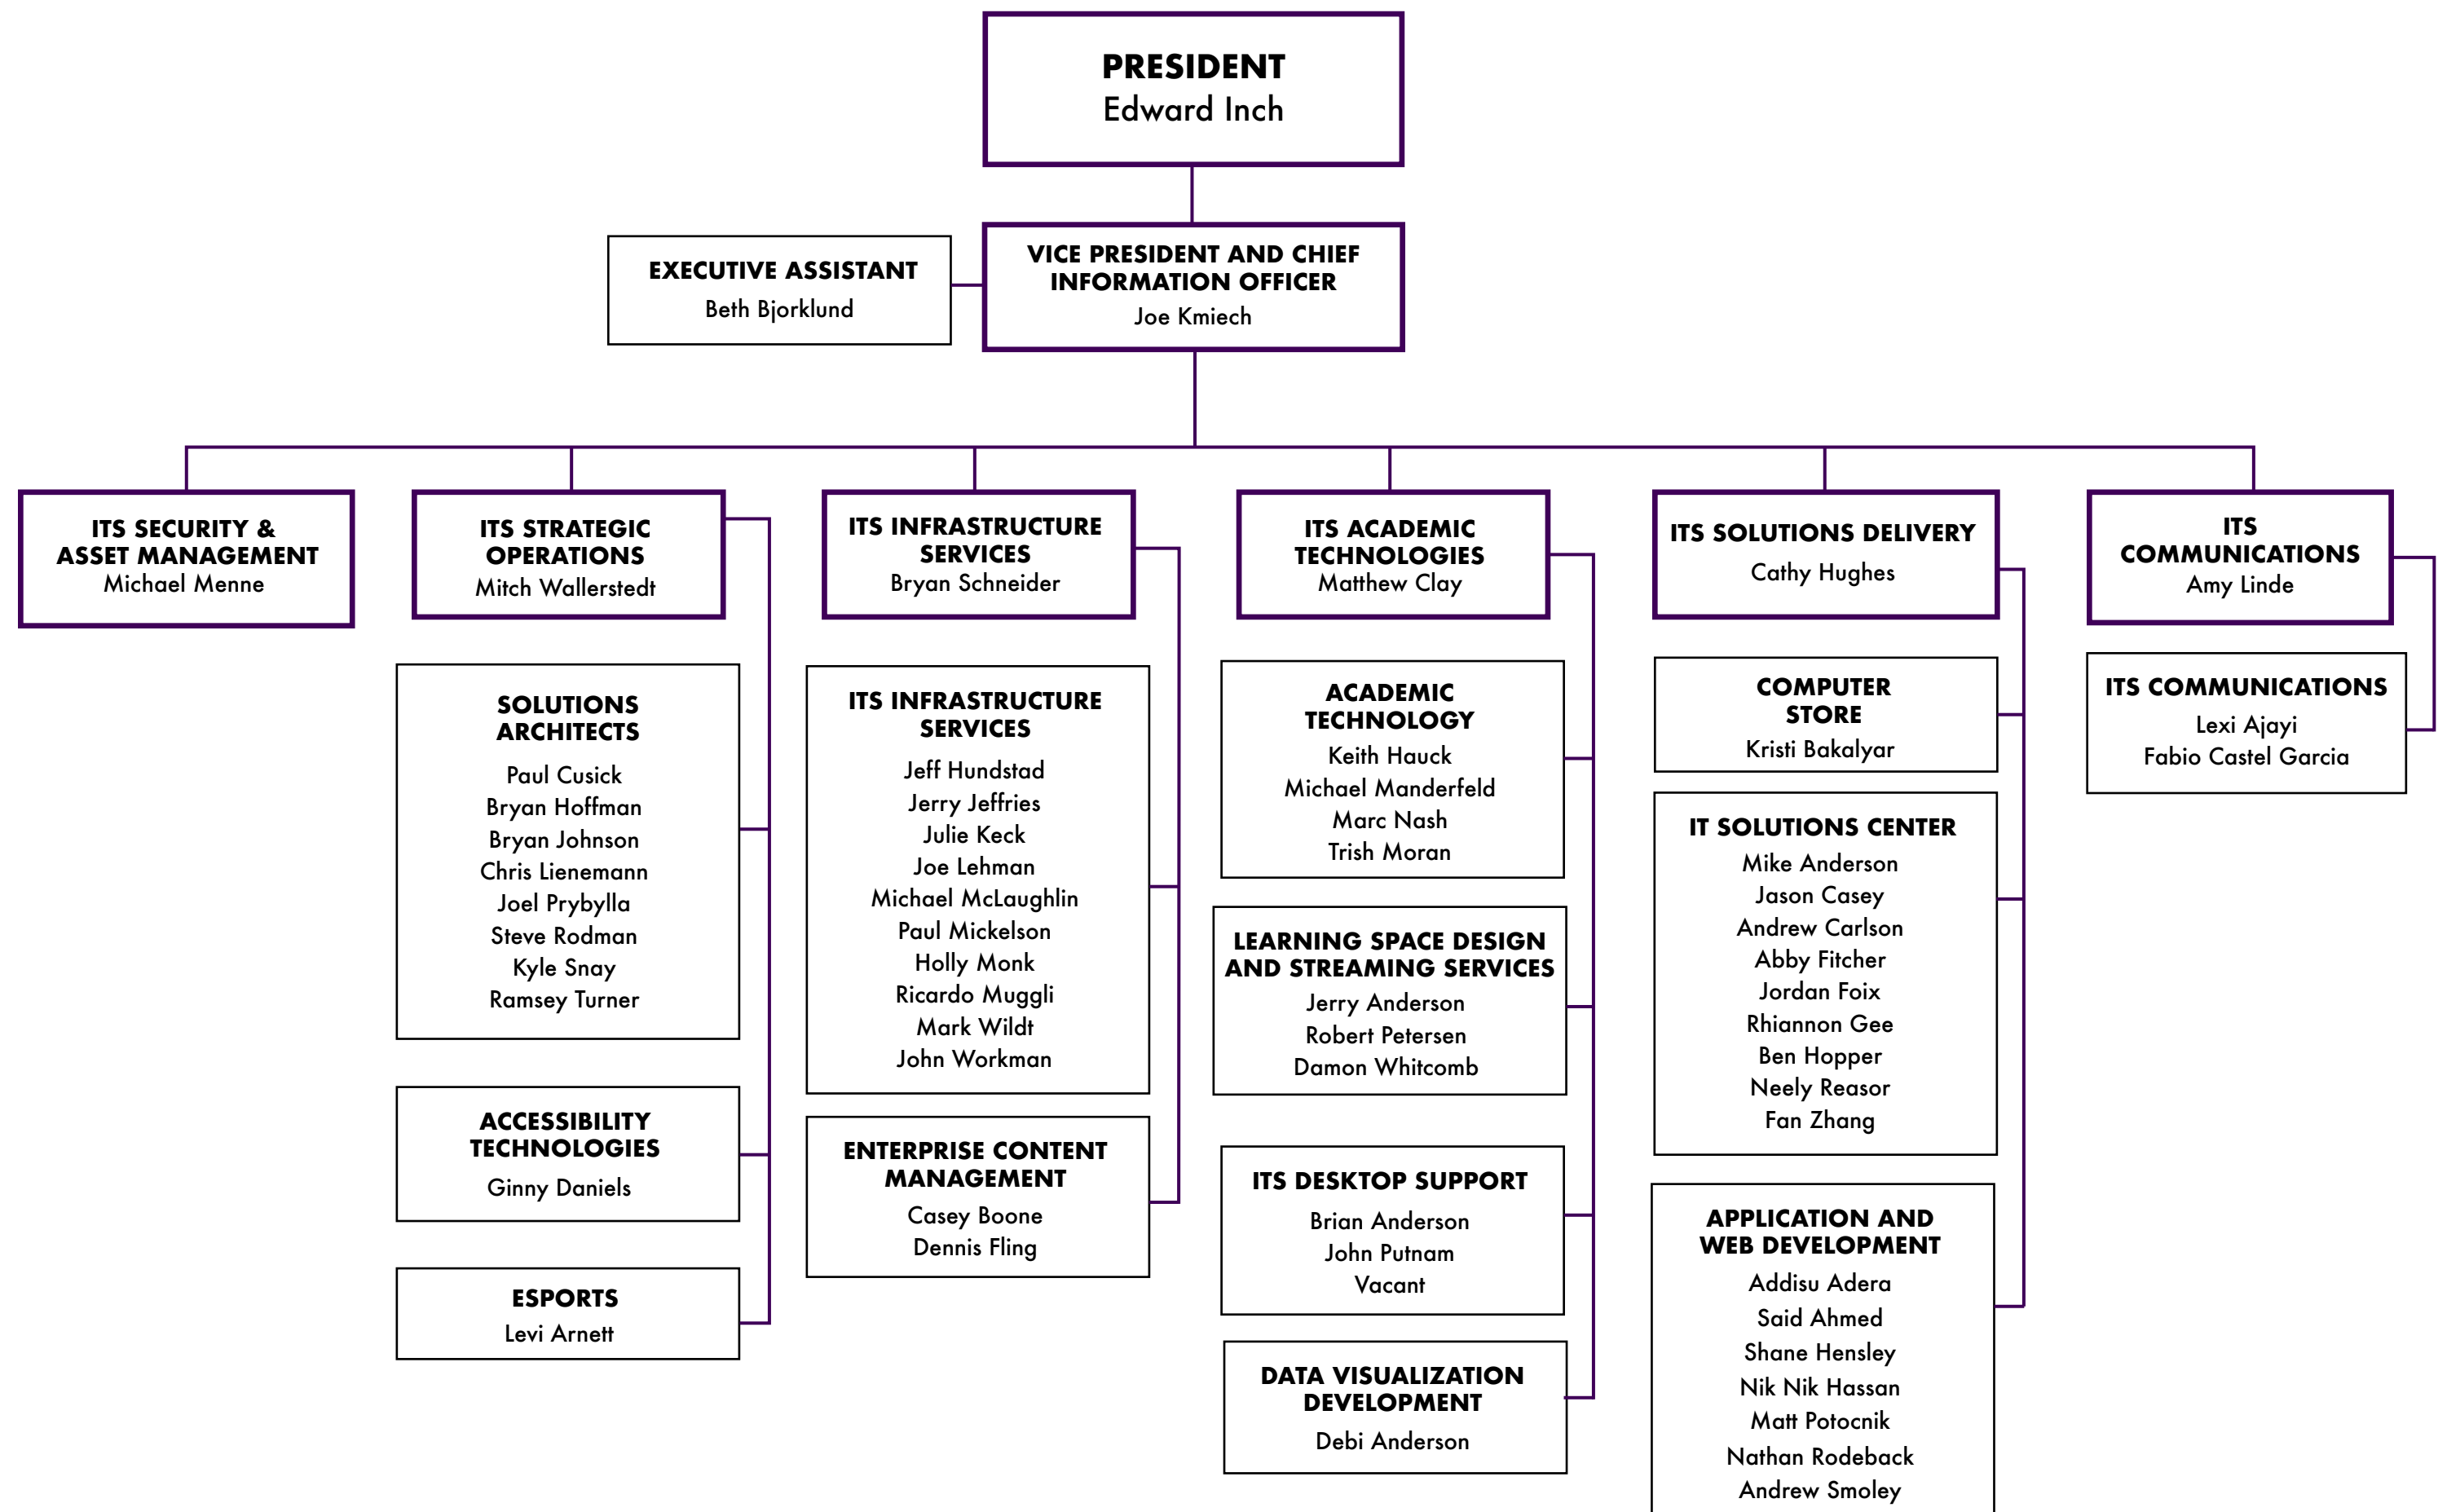 PRESIDENT
Edward Inch
EXECUTIVE ASSISTANT
Beth Bjorklund
VICE PRESIDENT AND CHIEF
INFORMATION OFFICER
Joe Kmiech
ITS SECURITY &
ASSET MANAGEMENT
Michael Menne
ITS STRATEGIC
OPERATIONS
Mitch Wallerstedt
SOLUTIONS
ARCHITECTS
Paul Cusick
Bryan Hoffman
Bryan Johnson
Chris Lienemann
Joel Prybylla
Steve Rodman
Kyle Snay
Ramsey Turner
ACCESSIBILITY
TECHNOLOGIES
Ginny Daniels
ESPORTS
Levi Arnett
ITS INFRASTRUCTURE
SERVICES
Bryan Schneider
ITS INFRASTRUCTURE
SERVICES
Jeff Hundstad
Jerry Jeffries
Julie Keck
Joe Lehman
Michael McLaughlin
Paul Mickelson
Holly Monk
Ricardo Muggli
Mark Wildt
John Workman
ENTERPRISE CONTENT
MANAGEMENT
Casey Boone
Dennis Fling
ITS ACADEMIC
TECHNOLOGIES
Matthew Clay
ACADEMIC
TECHNOLOGY
Keith Hauck
Michael Manderfeld
Marc Nash
Trish Moran
LEARNING SPACE DESIGN
AND STREAMING SERVICES
Jerry Anderson
Robert Petersen
Damon Whitcomb
ITS DESKTOP SUPPORT
Brian Anderson
John Putnam
Vacant
DATA VISUALIZATION
DEVELOPMENT
Debi Anderson
ITS SOLUTIONS DELIVERY
Cathy Hughes
COMPUTER
STORE
Kristi Bakalyar
IT SOLUTIONS CENTER
Mike Anderson
Jason Casey
Andrew Carlson
Abby Fitcher
Jordan Foix
Rhiannon Gee
Ben Hopper
Neely Reasor
Fan Zhang
APPLICATION AND
WEB DEVELOPMENT
Addisu Adera
Said Ahmed
Shane Hensley
Nik Nik Hassan
Matt Potocnik
Nathan Rodeback
Andrew Smoley
ITS
COMMUNICATIONS
Amy Linde
ITS COMMUNICATIONS
Lexi Ajayi
Fabio Castel Garcia